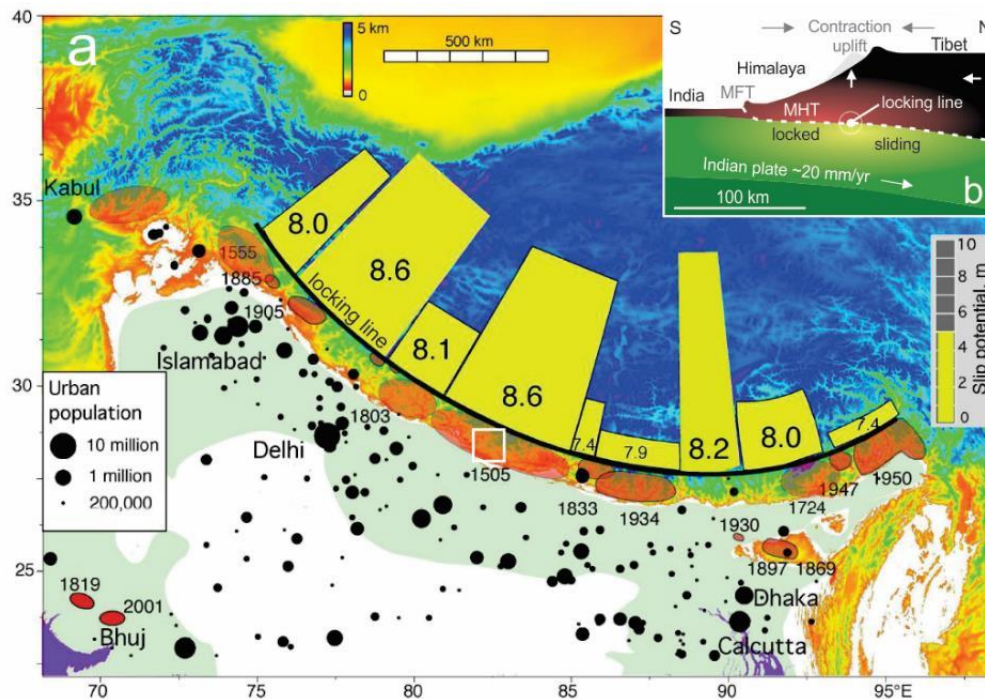 a
40
35
30
25
70
75
80
85
90
95°E
5 km
0
500 km
Kabul
1555
1885
1905
Islamabad
locking line
8.0
8.6
8.1
8.6
7.4
7.9
8.2
8.0
7.4
Urban
population
10 million
1 million
200,000
Delhi
1803
1505
1833
1934
1930
1724
1947
1950
1897
1869
1819
2001
Bhuj
Dhaka
Calcutta
Slip potential, m
10
8
6
4
2
0
S
Contraction
uplift
N
Tibet
Himalaya
MFT
India
MHT
locking line
locked
sliding
Indian plate ~20 mm/yr
100 km
b